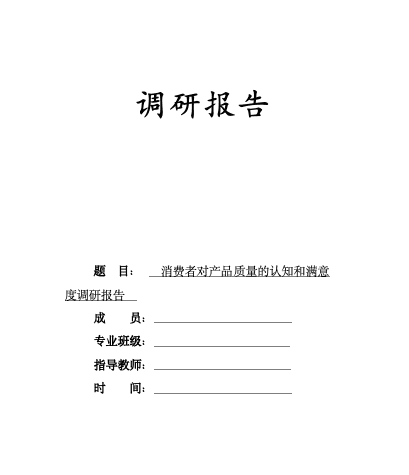 调研报告
题 目： 消费者对产品质量的认知和满意
度调研报告
成 员：
专业班级：
指导教师：
时 间：